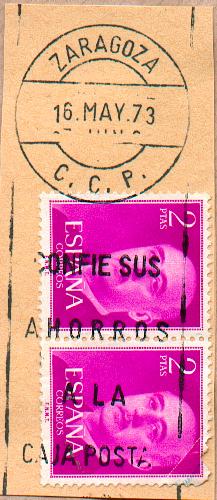 ZARAGOZA
16.MAY.73
C. C. P.
2
PTAS
ESPAÑA
CORREOS
CONFIE SUS
AHORROS
2
PTAS
A LA
ESPAÑA
CORREOS
F.N.M.T.
CAJA POSTAL